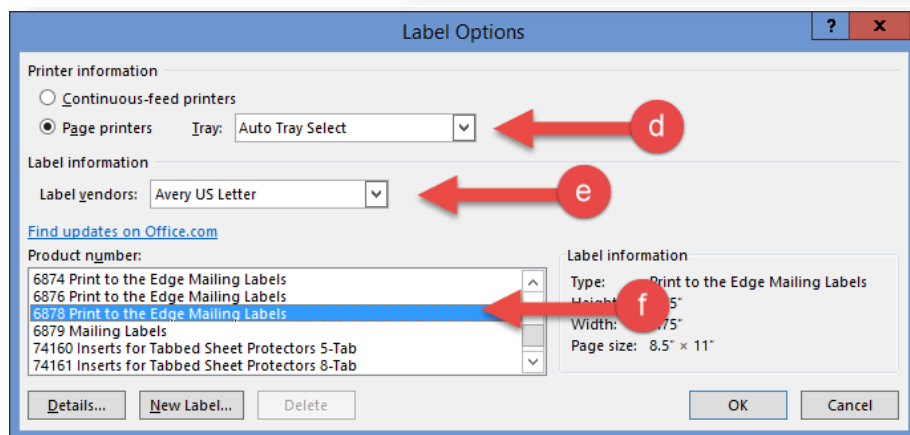 Label Options
?
x
Printer information
Continuous-feed printers
Page printers Tray: Auto Tray Select
d
Label information
Label vendors: Avery US Letter
e
Find updates on Office.com
Product number:
6874 Print to the Edge Mailing Labels
6876 Print to the Edge Mailing Labels
6878 Print to the Edge Mailing Labels
6879 Mailing Labels
74160 Inserts for Tabbed Sheet Protectors 5-Tab
74161 Inserts for Tabbed Sheet Protectors 8-Tab
Label information
Type: Print to the Edge Mailing Labels
f
Width:
Page size: 8.5" × 11"
Details... New Label... Delete OK Cancel